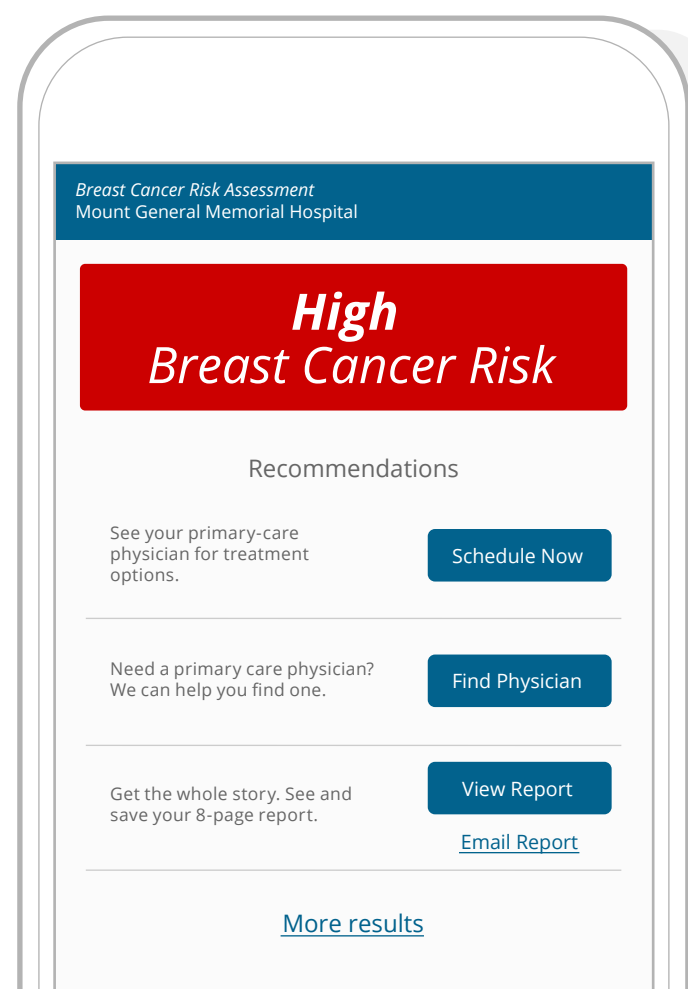 Breast Cancer Risk Assessment
Mount General Memorial Hospital
High
Breast Cancer Risk
Recommendations
See your primary-care
physician for treatment
options.
Schedule Now
Need a primary care physician?
We can help you find one.
Find Physician
Get the whole story. See and
save your 8-page report.
View Report
Email Report
More results